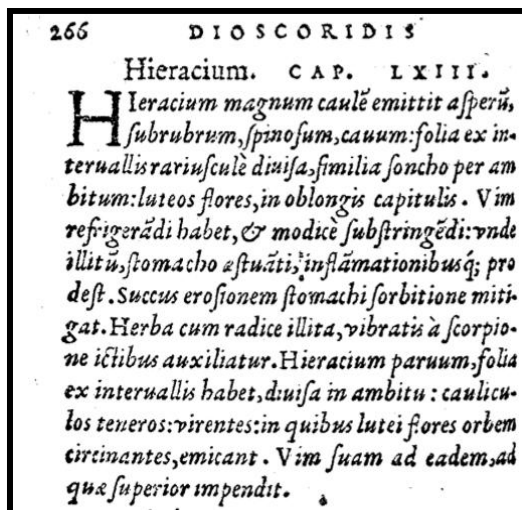 266 DIOSCORIDIS
Hieracium. CAP. LXIII.
HIeracium magnum caulē emittit aſperū,
ſubrubrum, ſpinoſum, cauum: folia ex in-
teruallis rariuſculè diuiſa, ſimilia ſoncho per am
bitum: luteos flores, in oblongis capitulis. Vim
refrigerādi habet, & modicè ſubſtringēdi: vnde
illitū, ſtomacho æſtuāti, inflāmationibusq; pro
deſt. Succus eroſionem ſtomachi ſorbitione miti-
gat. Herba cum radice illita, vibratis à ſcorpio-
ne ictibus auxiliatur. Hieracium paruum, folia
ex interuallis habet, diuiſa in ambitu: caulicu-
los teneros: virentes: in quibus lutei flores orbem
circinantes, emicant. Vim ſuam ad eadem, ad
quæ ſuperior impendit.